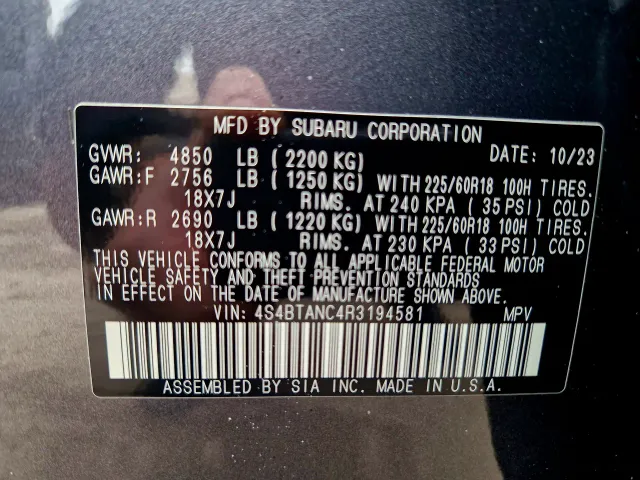 MFD BY SUBARU CORPORATION
GVWR: 4850 LB (2200 KG) DATE: 10/23
GAWR:F 2756 LB (1250 KG) WITH 225/60R18 100H TIRES.
18X7J RIMS. AT 240 KPA (35 PSI) COLD
GAWR:R 2690 LB (1220 KG) WITH 225/60R18 100H TIRES.
18X7J RIMS. AT 230 KPA (33 PSI) COLD
THIS VEHICLE CONFORMS TO ALL APPLICABLE FEDERAL MOTOR
VEHICLE SAFETY AND THEFT PREVENTION STANDARDS
IN EFFECT ON THE DATE OF MANUFACTURE SHOWN ABOVE.
VIN: 4S4BTANC4R3194581 MPV
ASSEMBLED BY SIA INC. MADE IN U.S.A.